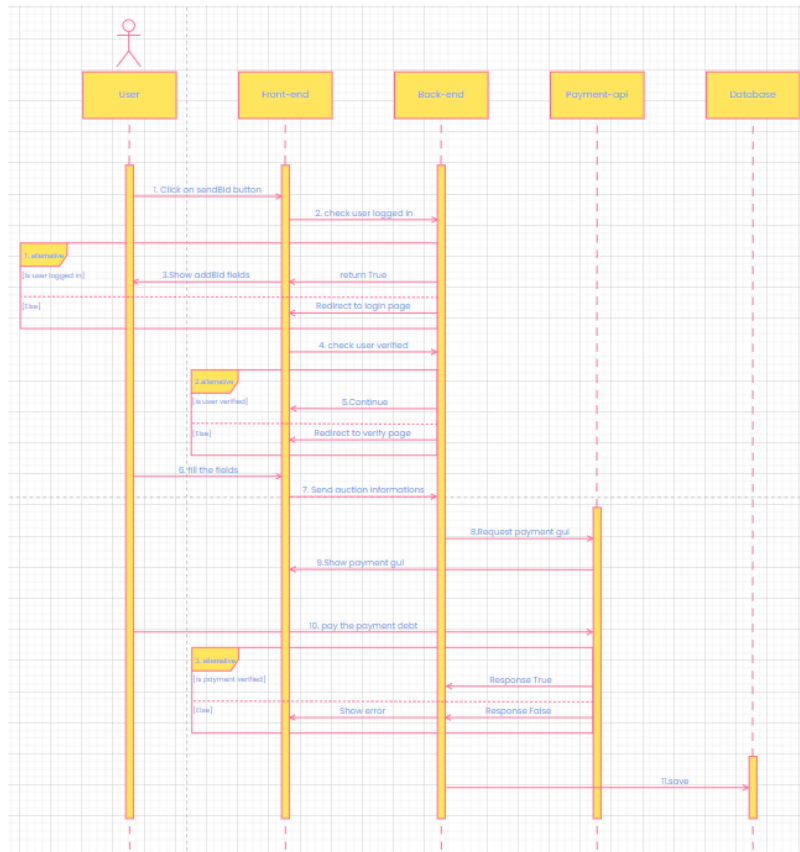 User
Front-end
Back-end
Payment-api
Database
1. Click on sendBid button
2. check user logged in
1. alternative
[is user logged in]
3.Show addBid fields
return True
[Else]
Redirect to login page
4. check user verified
2.alternative
[is user verified]
5.Continue
[Else]
Redirect to verify page
6. fill the fields
7. Send auction informations
8.Request payment gui
9.Show payment gui
10. pay the payment debt
3. alternative
[is payment verified]
Response True
[Else]
Show error
Response False
11.save